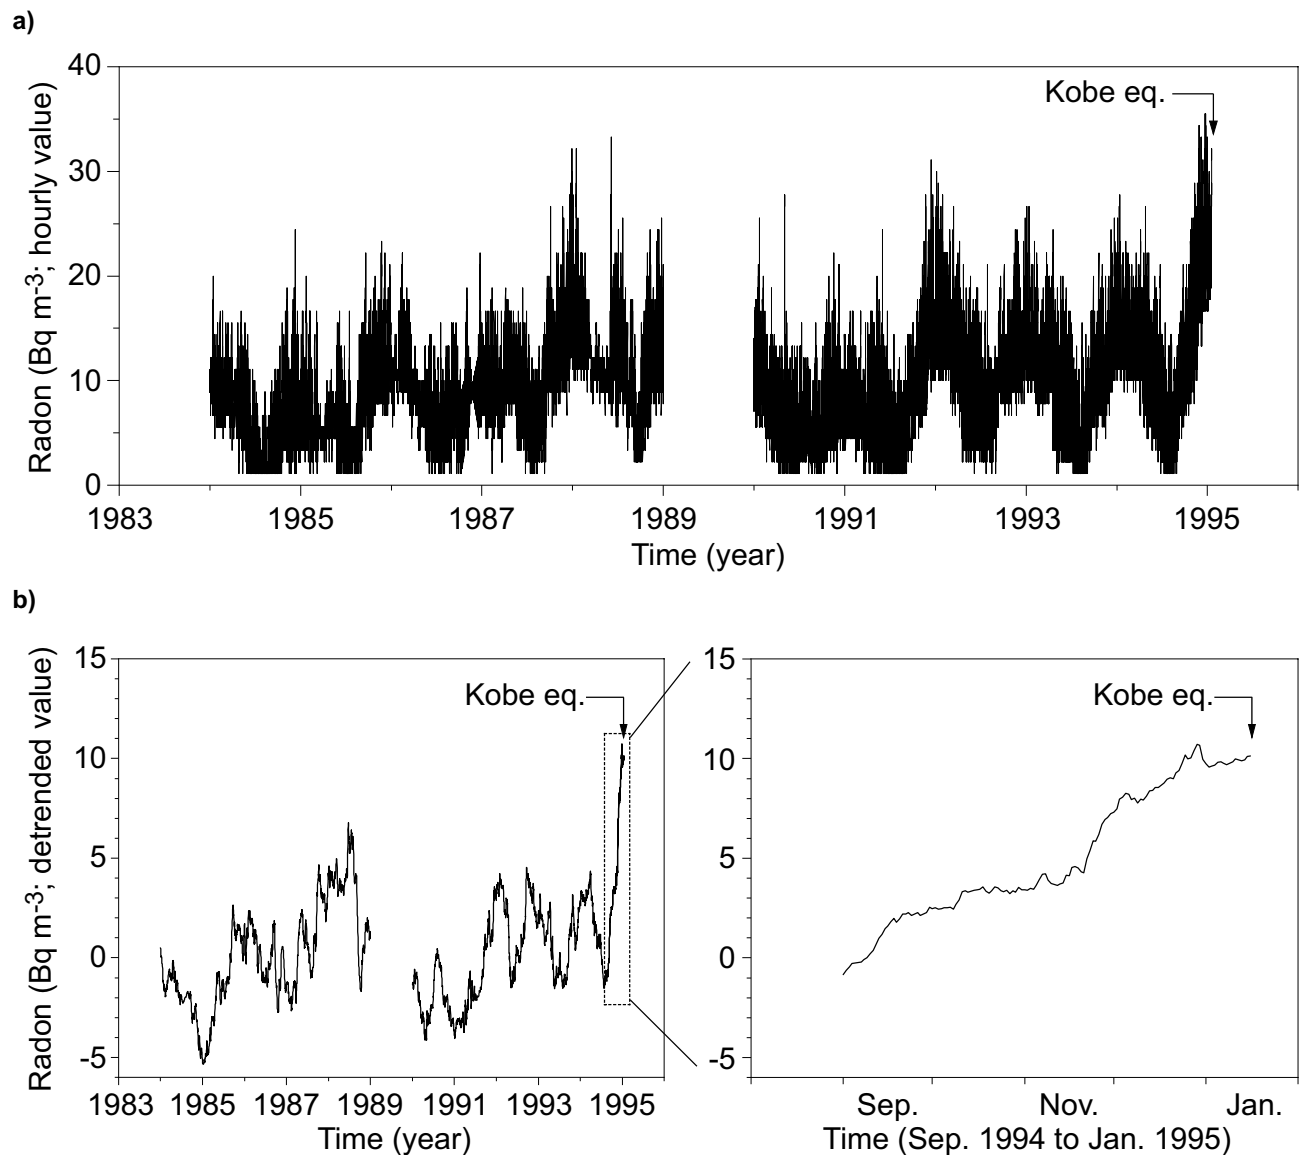 a)
40
30
20
10
0
Radon (Bq m-3; hourly value)
Kobe eq.
1983 1985 1987 1989 1991 1993 1995
Time (year)
b)
15
10
5
0
-5
Radon (Bq m-3; detrended value)
Kobe eq.
1983 1985 1987 1989 1991 1993 1995
Time (year)
15
10
5
0
-5
Kobe eq.
Sep. Nov. Jan.
Time (Sep. 1994 to Jan. 1995)